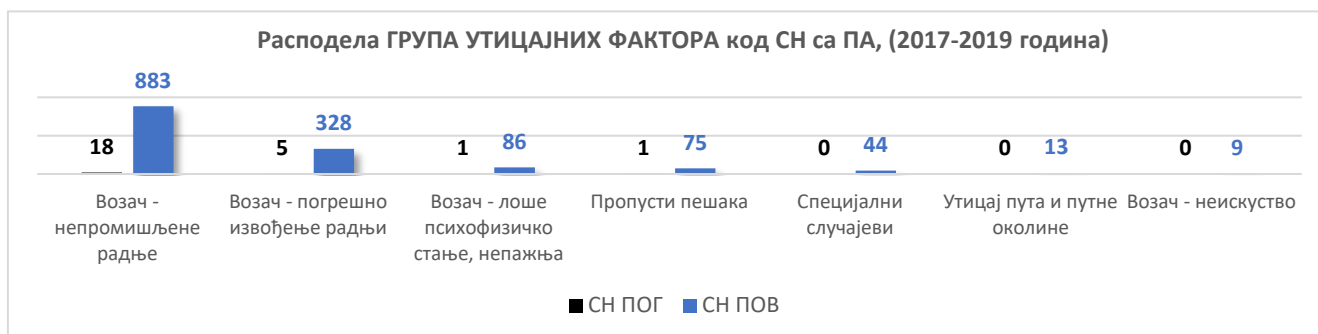 Расподела ГРУПА УТИЦАЈНИХ ФАКТОРА код СН са ПА, (2017-2019 година)
883
18
328
5
86
1
75
1
44
0
13
0
9
0
Возач -
непромишљене
радње
Возач - погрешно
извођење радњи
Возач - лоше
психофизичко
стање, непажња
Пропусти пешака
Специјални
случајеви
Утицај пута и путне
околине
Возач - неискуство
СН ПОГ
СН ПОВ